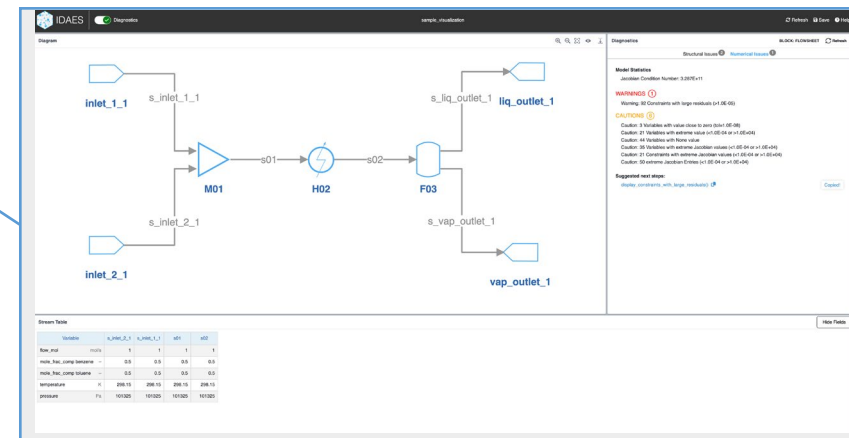 IDAES
Diagnostics
sample_visualization
Refresh Save Help
Diagram
Diagnostics
BLOCK: FLOWSHEET Refresh
Structural Issues Numerical Issues
Model Statistics
Jacobian Condition Number: 3.287E+11
WARNINGS 1
Warning: 92 Constraints with large residuals (>1.0E-05)
CAUTIONS 6
Caution: 3 Variables with value close to zero (tol=1.0E-08)
Caution: 21 Variables with extreme value (<1.0E-04 or >1.0E+04)
Caution: 44 Variables with None value
Caution: 35 Variables with extreme Jacobian values (<1.0E-04 or >1.0E+04)
Caution: 21 Constraints with extreme Jacobian values (<1.0E-04 or >1.0E+04)
Caution: 50 extreme Jacobian Entries (<1.0E-04 or >1.0E+04)
Suggested next steps:
display_constraints_with_large_residuals()
Copied!
inlet_1_1
s_inlet_1_1
s_liq_outlet_1
liq_outlet_1
s01
s02
M01
H02
F03
s_inlet_2_1
s_vap_outlet_1
inlet_2_1
vap_outlet_1
Stream Table
Hide Fields
Variable s_inlet_2_1 s_inlet_1_1 s01 s02
flow_mol mol/s 1 1 1 1
mole_frac_comp benzene - 0.5 0.5 0.5 0.5
mole_frac_comp toluene - 0.5 0.5 0.5 0.5
temperature K 298.15 298.15 298.15 298.15
pressure Pa 101325 101325 101325 101325